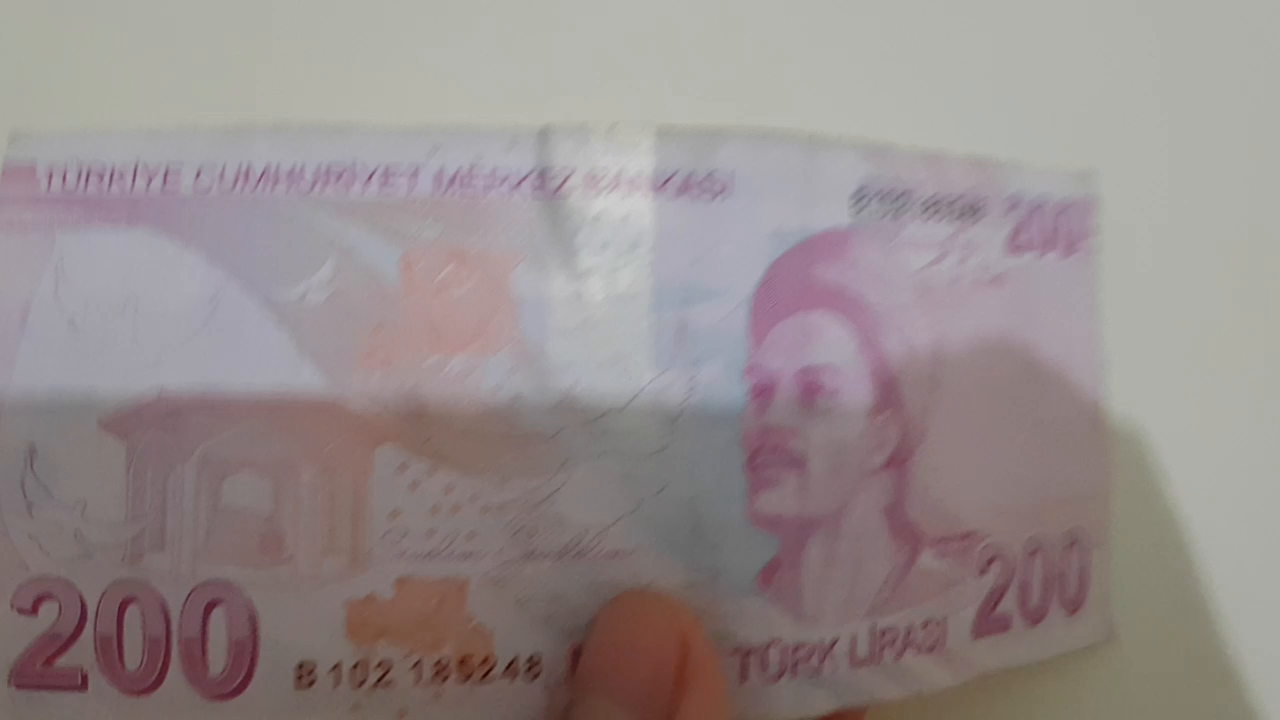 TÜRKİYE CUMHURİYET MERKEZ BANKASI
200
200
B 102 185248
TÜRK LİRASI
200